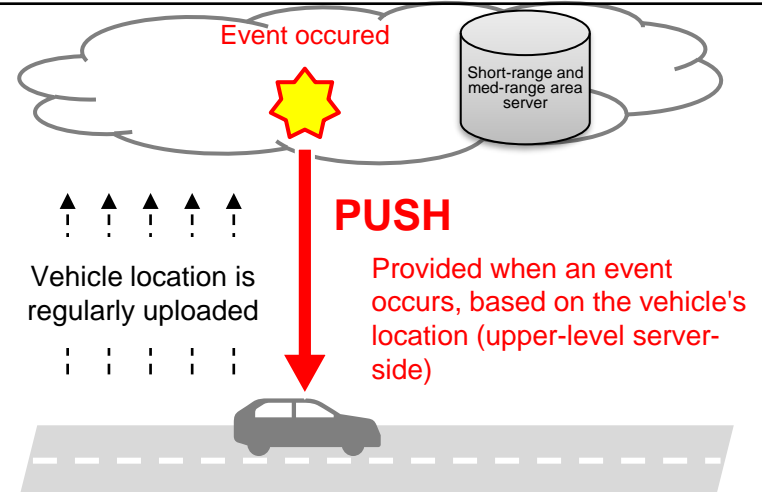 Event occured
Short-range and
med-range area
server
PUSH
Vehicle location is
regularly uploaded
Provided when an event
occurs, based on the vehicle's
location (upper-level server-
side)